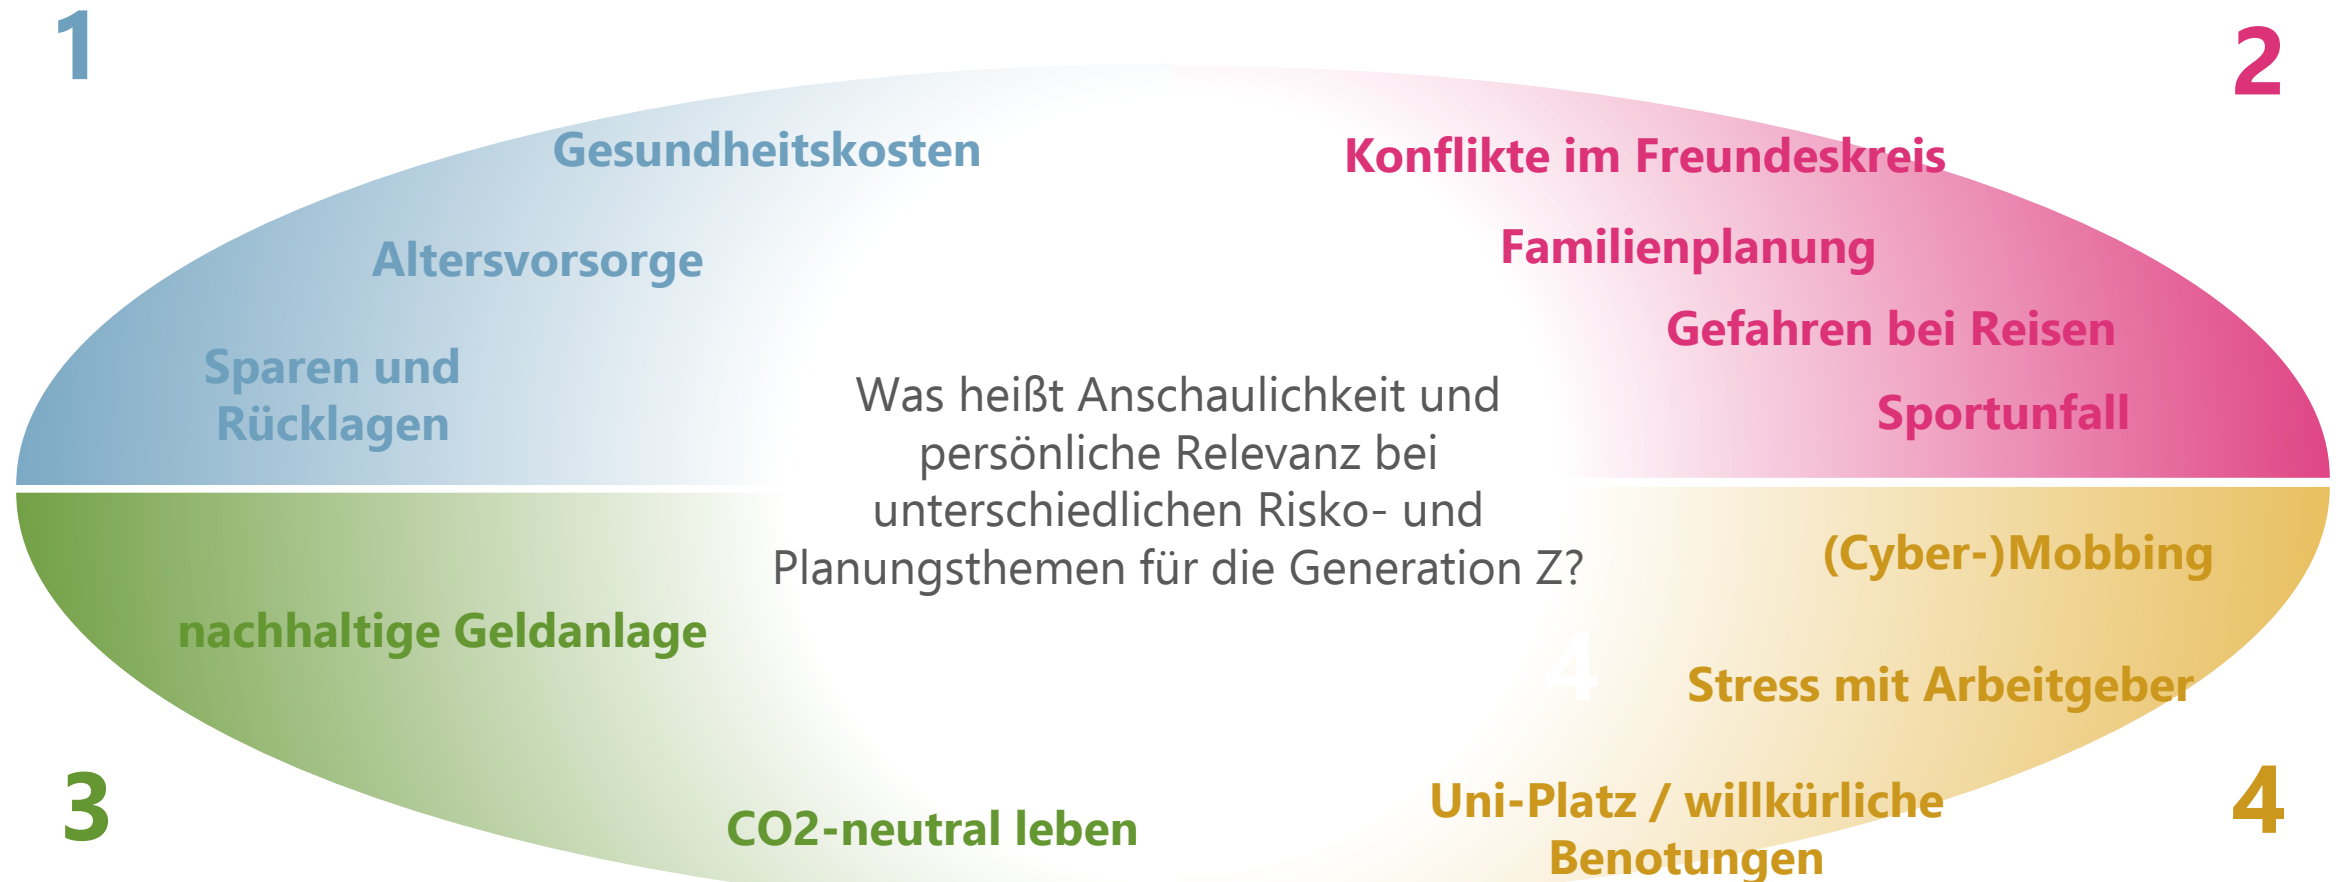 1
2
Gesundheitskosten
Altersvorsorge
Sparen und
Rücklagen
Konflikte im Freundeskreis
Familienplanung
Gefahren bei Reisen
Sportunfall
Was heißt Anschaulichkeit und
persönliche Relevanz bei
unterschiedlichen Risko- und
Planungsthemen für die Generation Z?
nachhaltige Geldanlage
CO2-neutral leben
3
(Cyber-)Mobbing
4
Stress mit Arbeitgeber
Uni-Platz / willkürliche
Benotungen
4